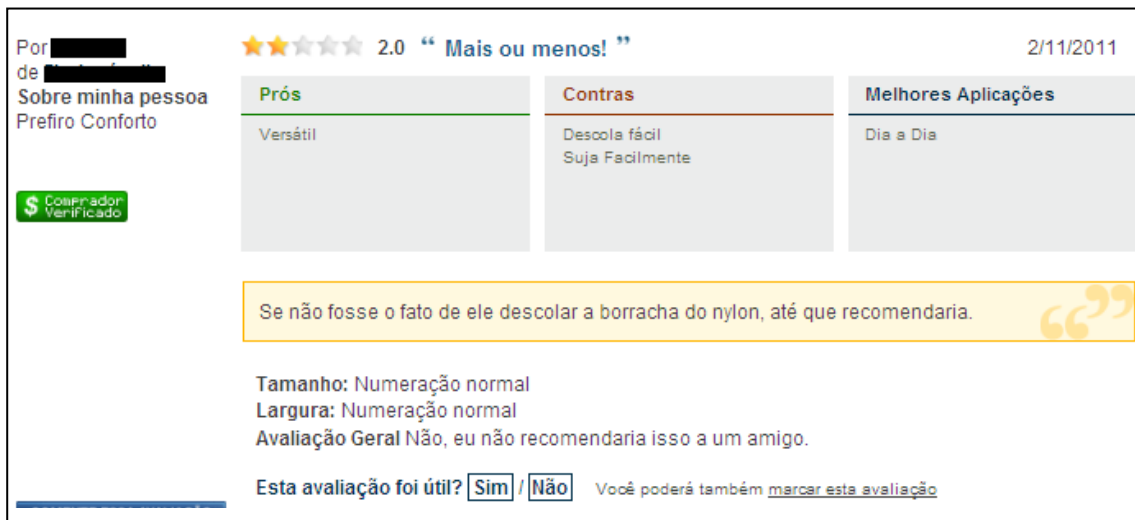 Por
de
Sobre minha pessoa
Prefiro Conforto
$ Comprador
Verificado
2.0 “ Mais ou menos! ”
2/11/2011
Prós
Versátil
Contras
Descola fácil
Suja Facilmente
Melhores Aplicações
Dia a Dia
Se não fosse o fato de ele descolar a borracha do nylon, até que recomendaria.
Tamanho: Numeração normal
Largura: Numeração normal
Avaliação Geral Não, eu não recomendaria isso a um amigo.
Esta avaliação foi útil? Sim / Não Você poderá também marcar esta avaliação